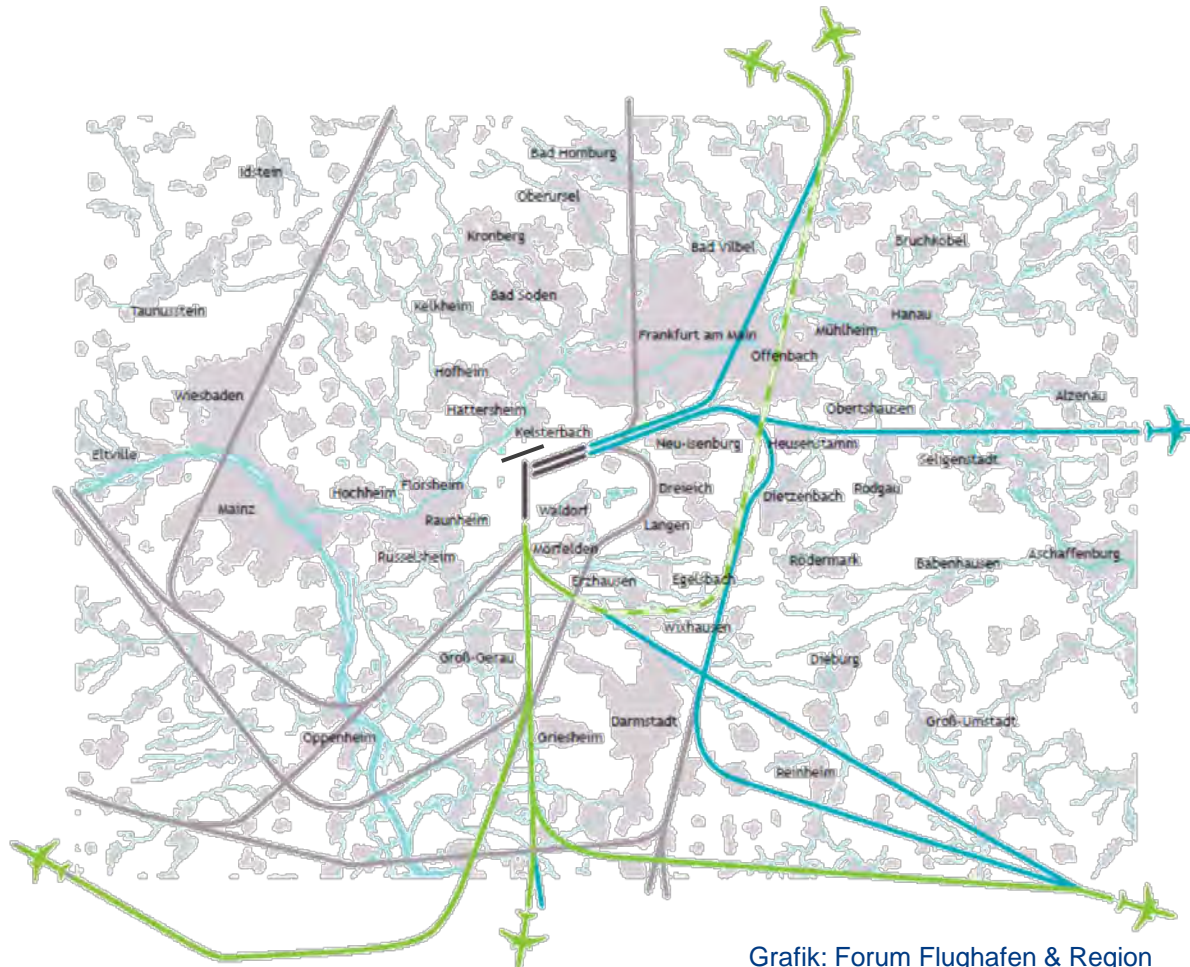 Bad Homburg
Idstein
Oberursel
Kronberg
Bad Vilbel
Bruchköbel
Bad Soden
Kelkheim
Taunusstein
Hanau
Mühlheim
Frankfurt am Main
Offenbach
Hofheim
Wiesbaden
Alzenau
Hattersheim
Obertshausen
Kelsterbach
Neu-Isenburg
Heusenstamm
Eltville
Seligenstadt
Flörsheim
Dreieich
Rodgau
Hochheim
Dietzenbach
Mainz
Walldorf
Raunheim
Langen
Mörfelden
Aschaffenburg
Rüsselsheim
Rödermark
Babenhausen
Erzhausen
Egelsbach
Wixhausen
Groß-Gerau
Dieburg
Darmstadt
Groß-Umstadt
Oppenheim
Griesheim
Reinheim
Grafik: Forum Flughafen & Region